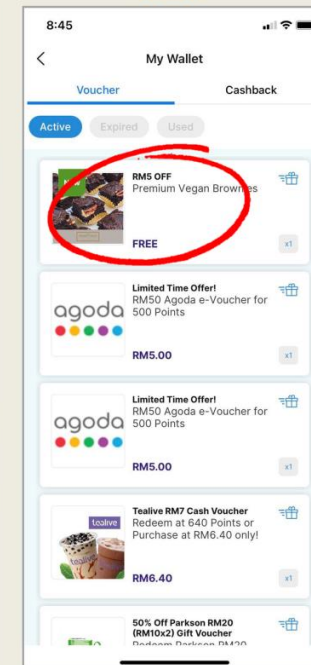 8:45
My Wallet
Voucher
Cashback
Active
Expired
Used
RM5 OFF
Premium Vegan Brownies
FREE
x1
agoda
Limited Time Offer!
RM50 Agoda e-Voucher for
500 Points
RM5.00
x1
agoda
Limited Time Offer!
RM50 Agoda e-Voucher for
500 Points
RM5.00
x1
tealive
Tealive RM7 Cash Voucher
Redeem at 640 Points or
Purchase at RM6.40 only!
RM6.40
x1
50% Off Parkson RM20
(RM10x2) Gift Voucher
Redeem Parkson RM20